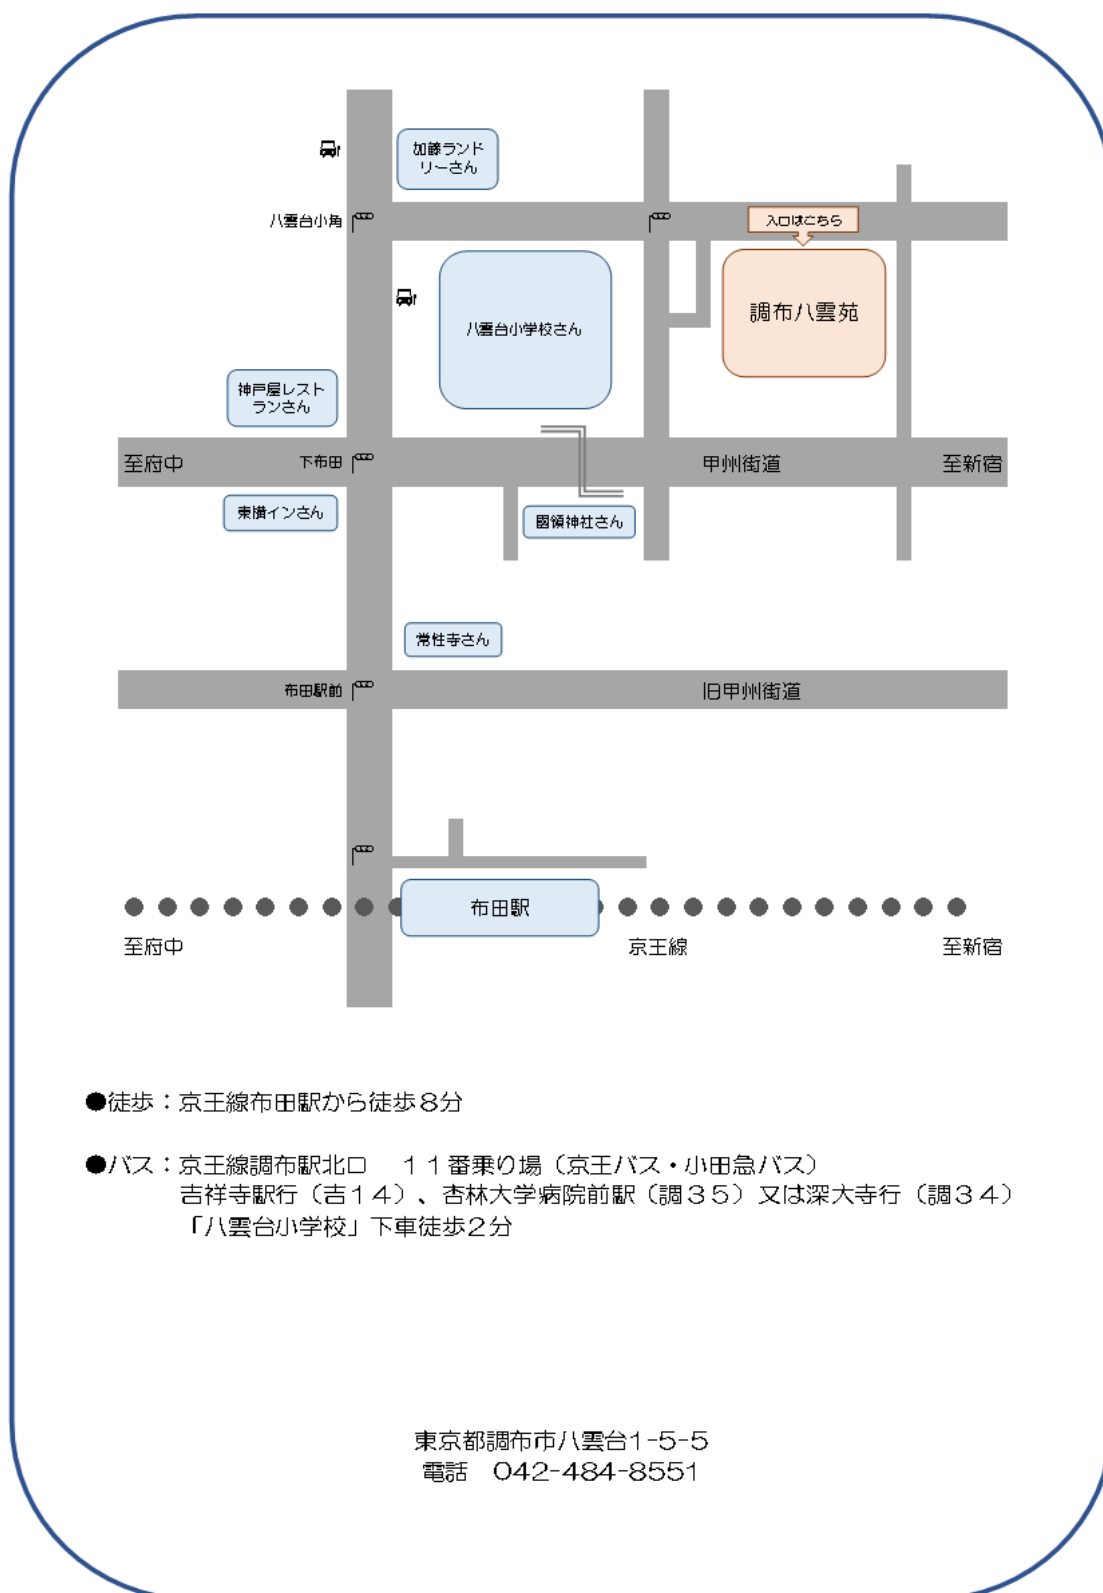 加藤ランド
リーさん
八雲台小角
入口はこちら
調布八雲苑
八雲台小学校さん
神戸屋レスト
ランさん
至府中
下布田
甲州街道
至新宿
東横インさん
國領神社さん
常性寺さん
布田駅前
旧甲州街道
布田駅
至府中
京王線
至新宿
●徒歩：京王線布田駅から徒歩８分
●バス：京王線調布駅北口　１１番乗り場（京王バス・小田急バス）
吉祥寺駅行（吉１４）、杏林大学病院前駅（調３５）又は深大寺行（調３４）
「八雲台小学校」下車徒歩２分
東京都調布市八雲台1-5-5
電話　042-484-8551